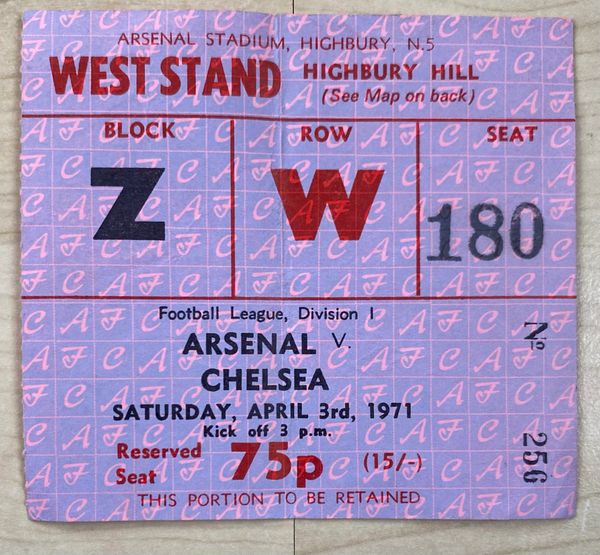 ARSENAL STADIUM, HIGHBURY, N.5
WEST STAND
HIGHBURY HILL
(See Map on back)
BLOCK
ROW
SEAT
Z
W
180
Football League, Division I
ARSENAL V.
CHELSEA
SATURDAY, APRIL 3rd, 1971
Kick off 3 p.m.
Reserved
Seat
75p
(15/-)
THIS PORTION TO BE RETAINED
Nº
256